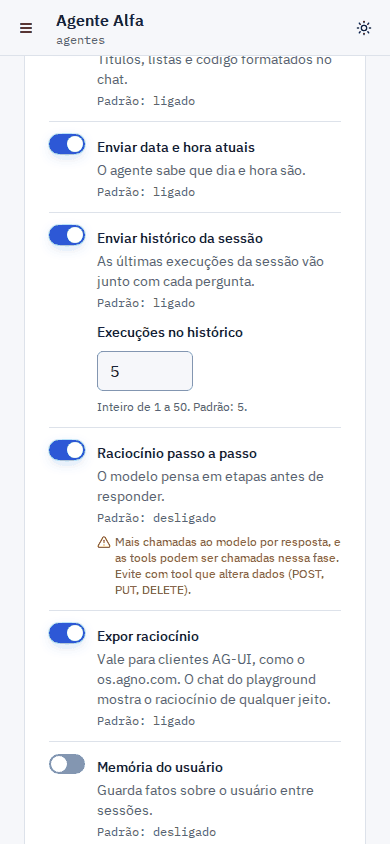 Agente Alfa
agentes
Títulos, listas e código formatados no
chat.
Padrão: ligado
Enviar data e hora atuais
O agente sabe que dia e hora são.
Padrão: ligado
Enviar histórico da sessão
As últimas execuções da sessão vão
junto com cada pergunta.
Padrão: ligado
Execuções no histórico
5
Inteiro de 1 a 50. Padrão: 5.
Raciocínio passo a passo
O modelo pensa em etapas antes de
responder.
Padrão: desligado
Mais chamadas ao modelo por resposta, e
as tools podem ser chamadas nessa fase.
Evite com tool que altera dados (POST,
PUT, DELETE).
Expor raciocínio
Vale para clientes AG-UI, como o
os.agno.com. O chat do playground
mostra o raciocínio de qualquer jeito.
Padrão: ligado
Memória do usuário
Guarda fatos sobre o usuário entre
sessões.
Padrão: desligado